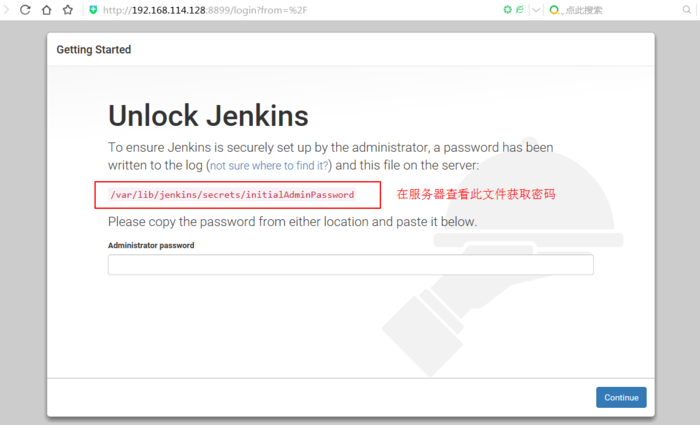 http://192.168.114.128:8899/login?from=%2F
点此搜索
Getting Started
Unlock Jenkins
To ensure Jenkins is securely set up by the administrator, a password has been
written to the log (not sure where to find it?) and this file on the server:
/var/lib/jenkins/secrets/initialAdminPassword
在服务器查看此文件获取密码
Please copy the password from either location and paste it below.
Administrator password
Continue